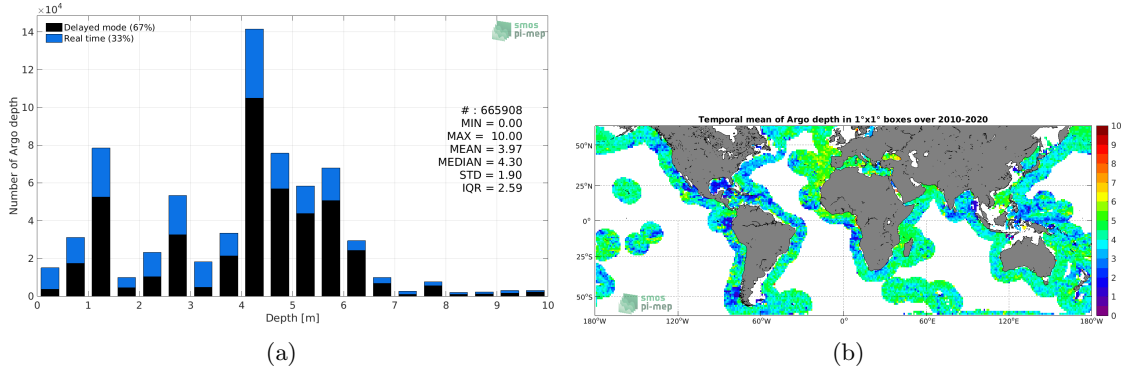 ×10⁴
14
12
10
8
6
4
2
0
Number of Argo depth
Delayed mode (67%)
Real time (33%)
smos
pi-mep
# : 665908
MIN = 0.00
MAX = 10.00
MEAN = 3.97
MEDIAN = 4.30
STD = 1.90
IQR = 2.59
0 1 2 3 4 5 6 7 8 9 10
Depth [m]
(a)
Temporal mean of Argo depth in 1°x1° boxes over 2010-2020
50°N
25°N
0°
25°S
50°S
smos
pi-mep
180°W 120°W 60°W 0° 60°E 120°E 180°W
10
9
8
7
6
5
4
3
2
1
0
(b)